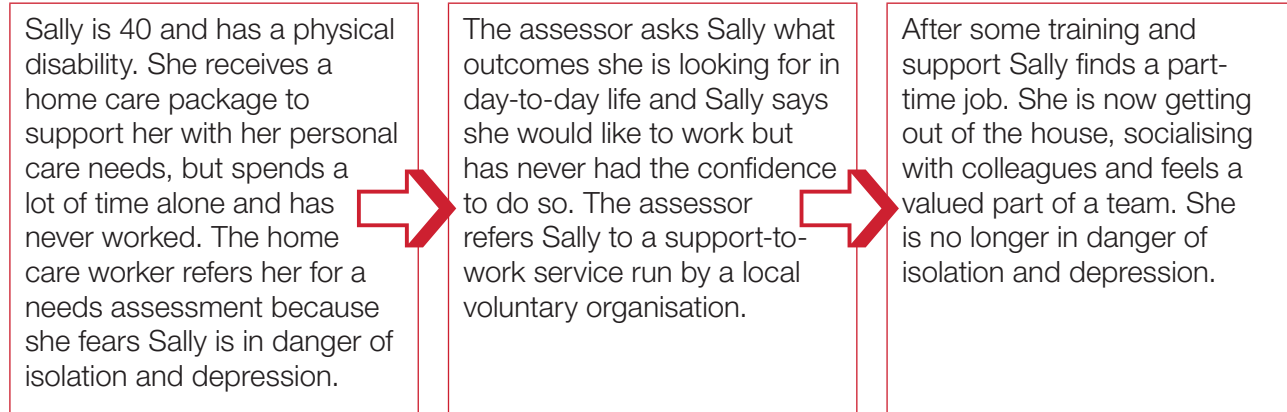 Sally is 40 and has a physical
disability. She receives a
home care package to
support her with her personal
care needs, but spends a
lot of time alone and has
never worked. The home
care worker refers her for a
needs assessment because
she fears Sally is in danger of
isolation and depression.
The assessor asks Sally what
outcomes she is looking for in
day-to-day life and Sally says
she would like to work but
has never had the confidence
to do so. The assessor
refers Sally to a support-to-
work service run by a local
voluntary organisation.
After some training and
support Sally finds a part-
time job. She is now getting
out of the house, socialising
with colleagues and feels a
valued part of a team. She
is no longer in danger of
isolation and depression.